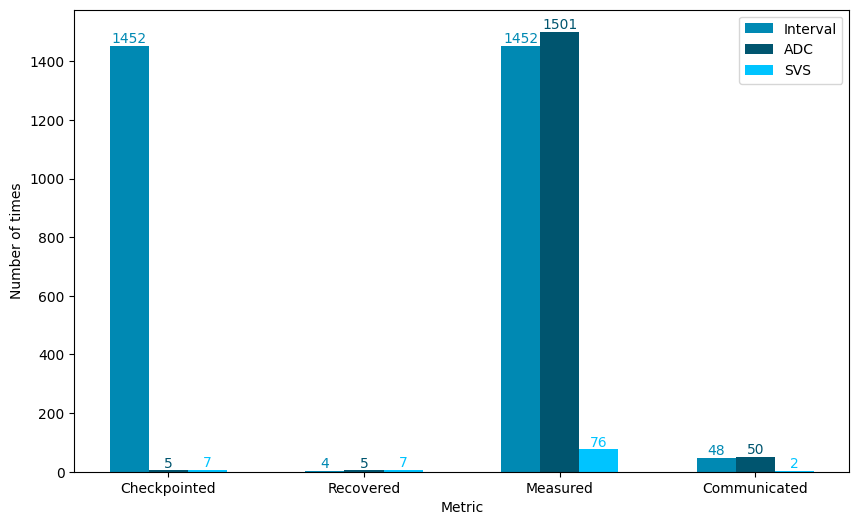 Interval
ADC
SVS
Number of times
1400
1200
1000
800
600
400
200
0
1452
5
7
4
5
7
1452
1501
76
48
50
2
Checkpointed
Recovered
Measured
Communicated
Metric